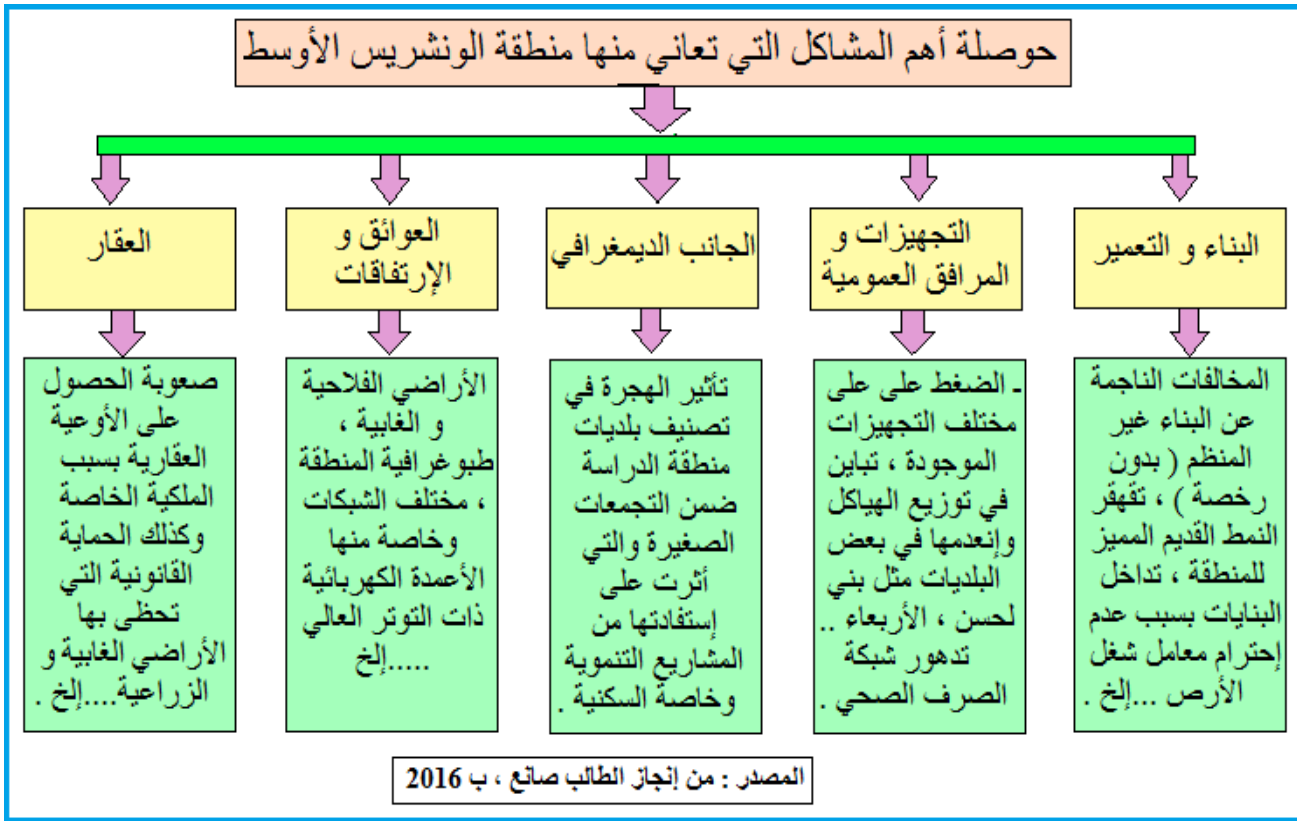 حوصلة أهم المشاكل التي تعاني منها منطقة الونشريس الأوسط
البناء و التعمير
التجهيزات و
المرافق العمومية
الجانب الديمغرافي
العوائق و
الإرتفاقات
العقار
المخالفات الناجمة
عن البناء غير
المنظم ( بدون
رخصة ) ، تقهقر
النمط القديم المميز
للمنطقة ، تداخل
البنايات بسبب عدم
إحترام معامل شغل
الأرص ...إلخ .
ـ الضغط على على
مختلف التجهيزات
الموجودة ، تباين
في توزيع الهياكل
وإنعدمها في بعض
البلديات مثل بني
لحسن ، الأربعاء ..
تدهور شبكة
الصرف الصحي .
تأثير الهجرة في
تصنيف بلديات
منطقة الدراسة
ضمن التجمعات
الصغيرة والتي
أثرت على
إستفادتها من
المشاريع التنموية
وخاصة السكنية .
الأراضي الفلاحية
و الغابية ،
طبوغرافية المنطقة
، مختلف الشبكات
وخاصة منها
الأعمدة الكهربائية
ذات التوتر العالي
.....إلخ
صعوبة الحصول
على الأوعية
العقارية بسبب
الملكية الخاصة
وكذلك الحماية
القانونية التي
تحظى بها
الأراضي الغابية و
الزراعية....إلخ .
المصدر : من إنجاز الطالب صانع ، ب 2016